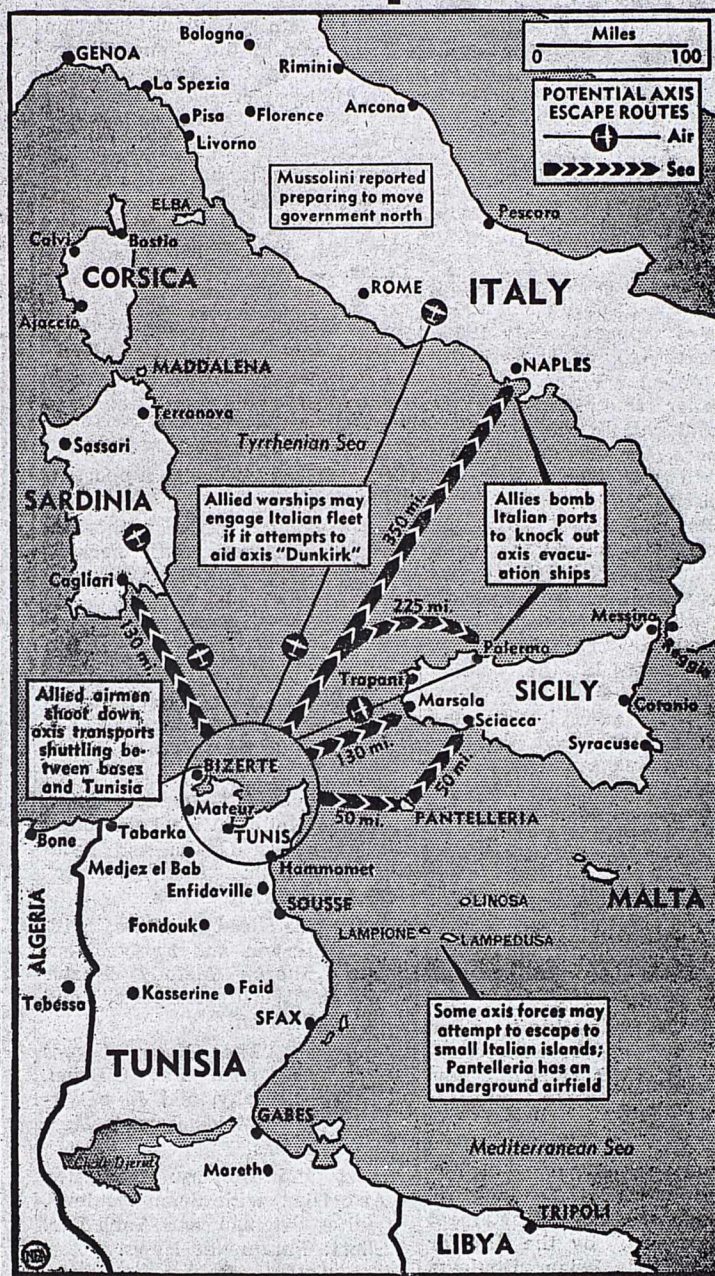 Miles
0 100
POTENTIAL AXIS
ESCAPE ROUTES
Air
Sea
Bologna
GENOA
Rimini
La Spezia
Pisa
Florence
Ancona
Livorno
Mussolini reported
preparing to move
government north
ELBA
Pescara
Calvi
Bastia
CORSICA
ROME
ITALY
Ajaccio
MADDALENA
NAPLES
Terranova
Sassari
Tyrrhenian Sea
SARDINIA
Allied warships may
engage Italian fleet
if it attempts to
aid axis "Dunkirk"
350 mi.
Allies bomb
Italian ports
to knock out
axis evacu-
ation ships
Cagliari
130 mi.
225 mi.
Messina
Reggio
Palermo
Trapani
SICILY
Marsala
Catania
Sciacca
Syracuse
Allied airmen
shoot down
axis transports
shuttling be-
tween bases
and Tunisia
130 mi.
BIZERTE
50 mi.
50 mi.
PANTELLERIA
Mateur
TUNIS
Bone
Tabarka
Medjez el Bab
Hammamet
Enfidaville
SOUSSE
MALTA
LINOSA
Fondouk
LAMPIONE
LAMPEDUSA
ALGERIA
Tebessa
Kasserine
Faid
SFAX
Some axis forces may
attempt to escape to
small Italian islands;
Pantelleria has an
underground airfield
TUNISIA
GABES
Mediterranean Sea
Mareth
TRIPOLI
LIBYA
NEA